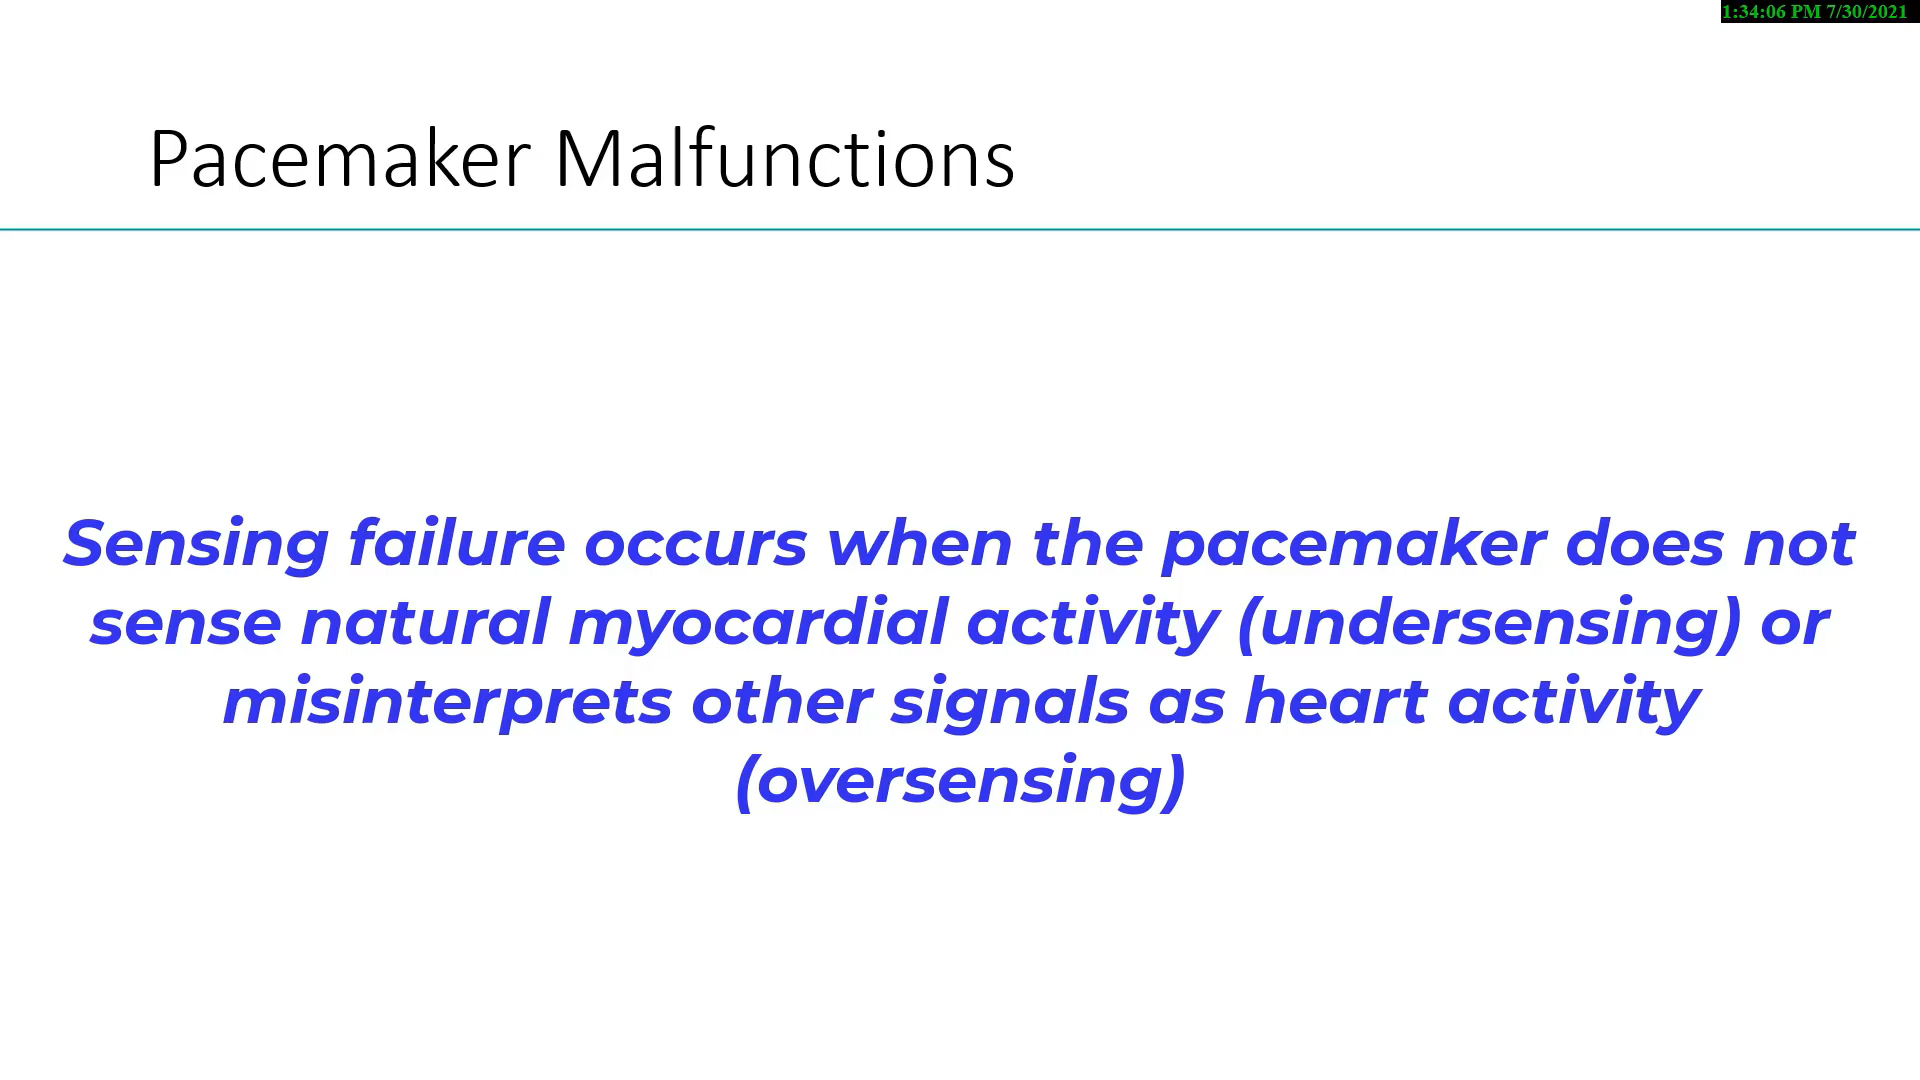 1:34:06 PM 7/30/2021
Pacemaker Malfunctions
Sensing failure occurs when the pacemaker does not
sense natural myocardial activity (undersensing) or
misinterprets other signals as heart activity
(oversensing)